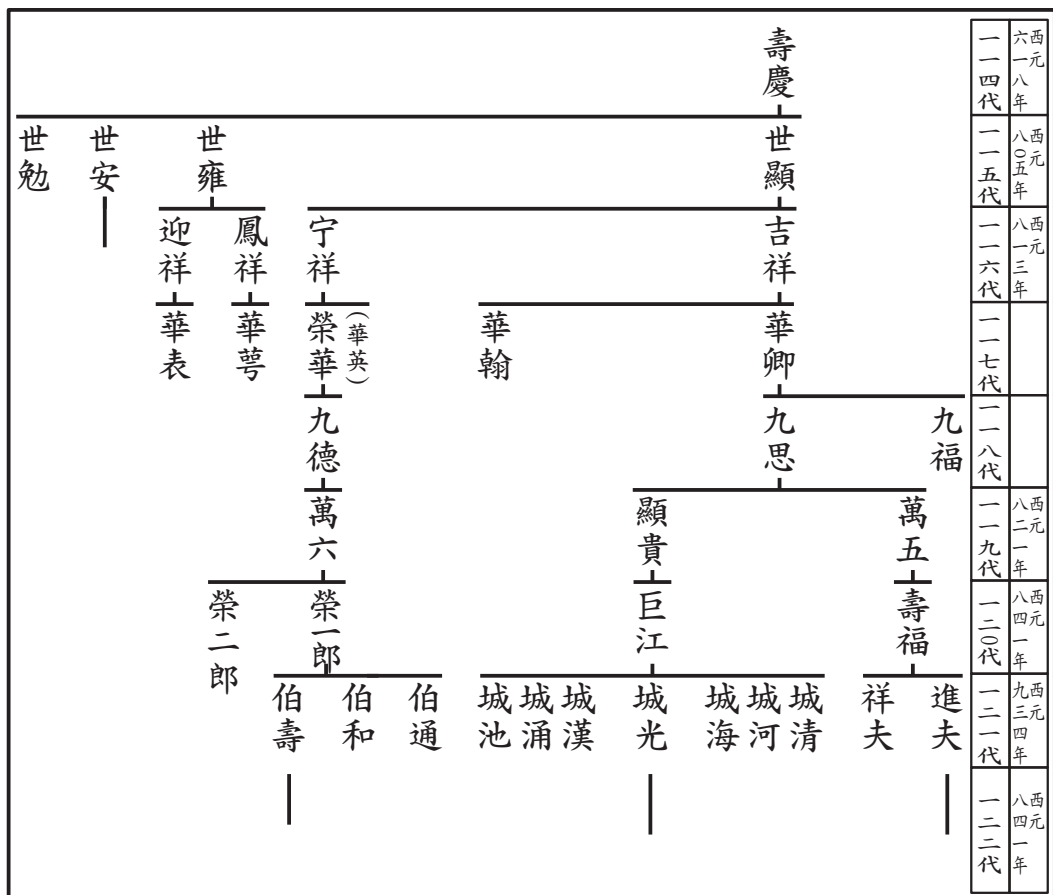 西元六一八年
一一四代
壽慶
西元八〇五年
一一五代
世顯
世雍
世安
世勉
西元八一三年
一一六代
吉祥
宁祥
鳳祥
迎祥
一一七代
華卿
華翰
榮華
(華英)
華萼
華表
一一八代
九福
九思
九德
西元八二一年
一一九代
萬五
顯貴
萬六
西元八四一年
一二〇代
壽福
巨江
榮一郎
榮二郎
西元九三四年
一二一代
進夫
祥夫
城清
城河
城海
城光
城漢
城涌
城池
伯通
伯和
伯壽
西元八四一年
一二二代